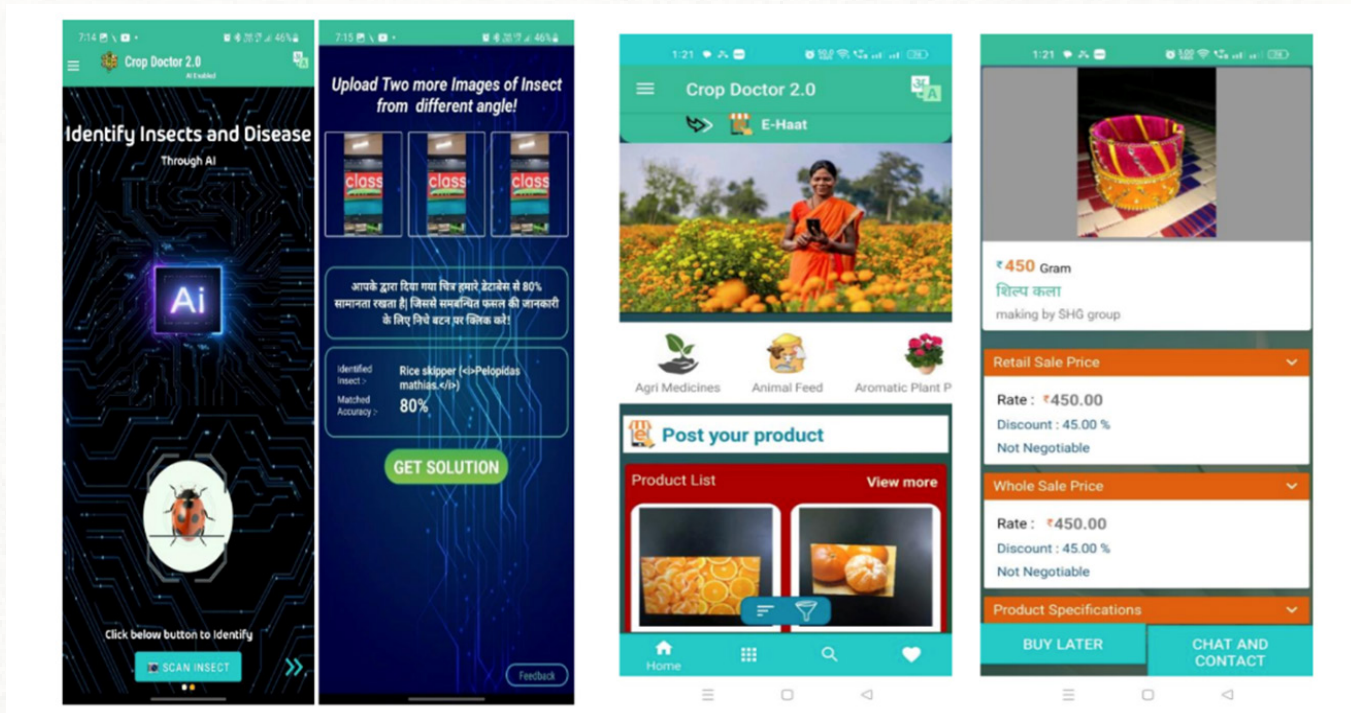 7:14
46%
Crop Doctor 2.0
AI Enabled
Identify Insects and Disease
Through AI
Ai
Click below button to Identify
SCAN INSECT
7:15
46%
Upload Two more Images of Insect
from different angle!
class class class
आपके द्वारा दिया गया चित्र हमारे डेटाबेस से 80%
सामानता रखता है| जिससे समबन्धित फसल की जानकारी
के लिए निचे बटन पर क्लिक करे!
Identified
Insect :-
Rice skipper (<i>Pelopidas
mathias.</i>)
Matched
Accuracy :-
80%
GET SOLUTION
Feedback
1:21
Crop Doctor 2.0
E-Haat
Agri Medicines Animal Feed Aromatic Plant P
Post your product
Product List View more
Home
1:21
₹450 Gram
शिल्प कला
making by SHG group
Retail Sale Price
Rate : ₹450.00
Discount : 45.00 %
Not Negotiable
Whole Sale Price
Rate : ₹450.00
Discount : 45.00 %
Not Negotiable
Product Specifications
BUY LATER
CHAT AND
CONTACT